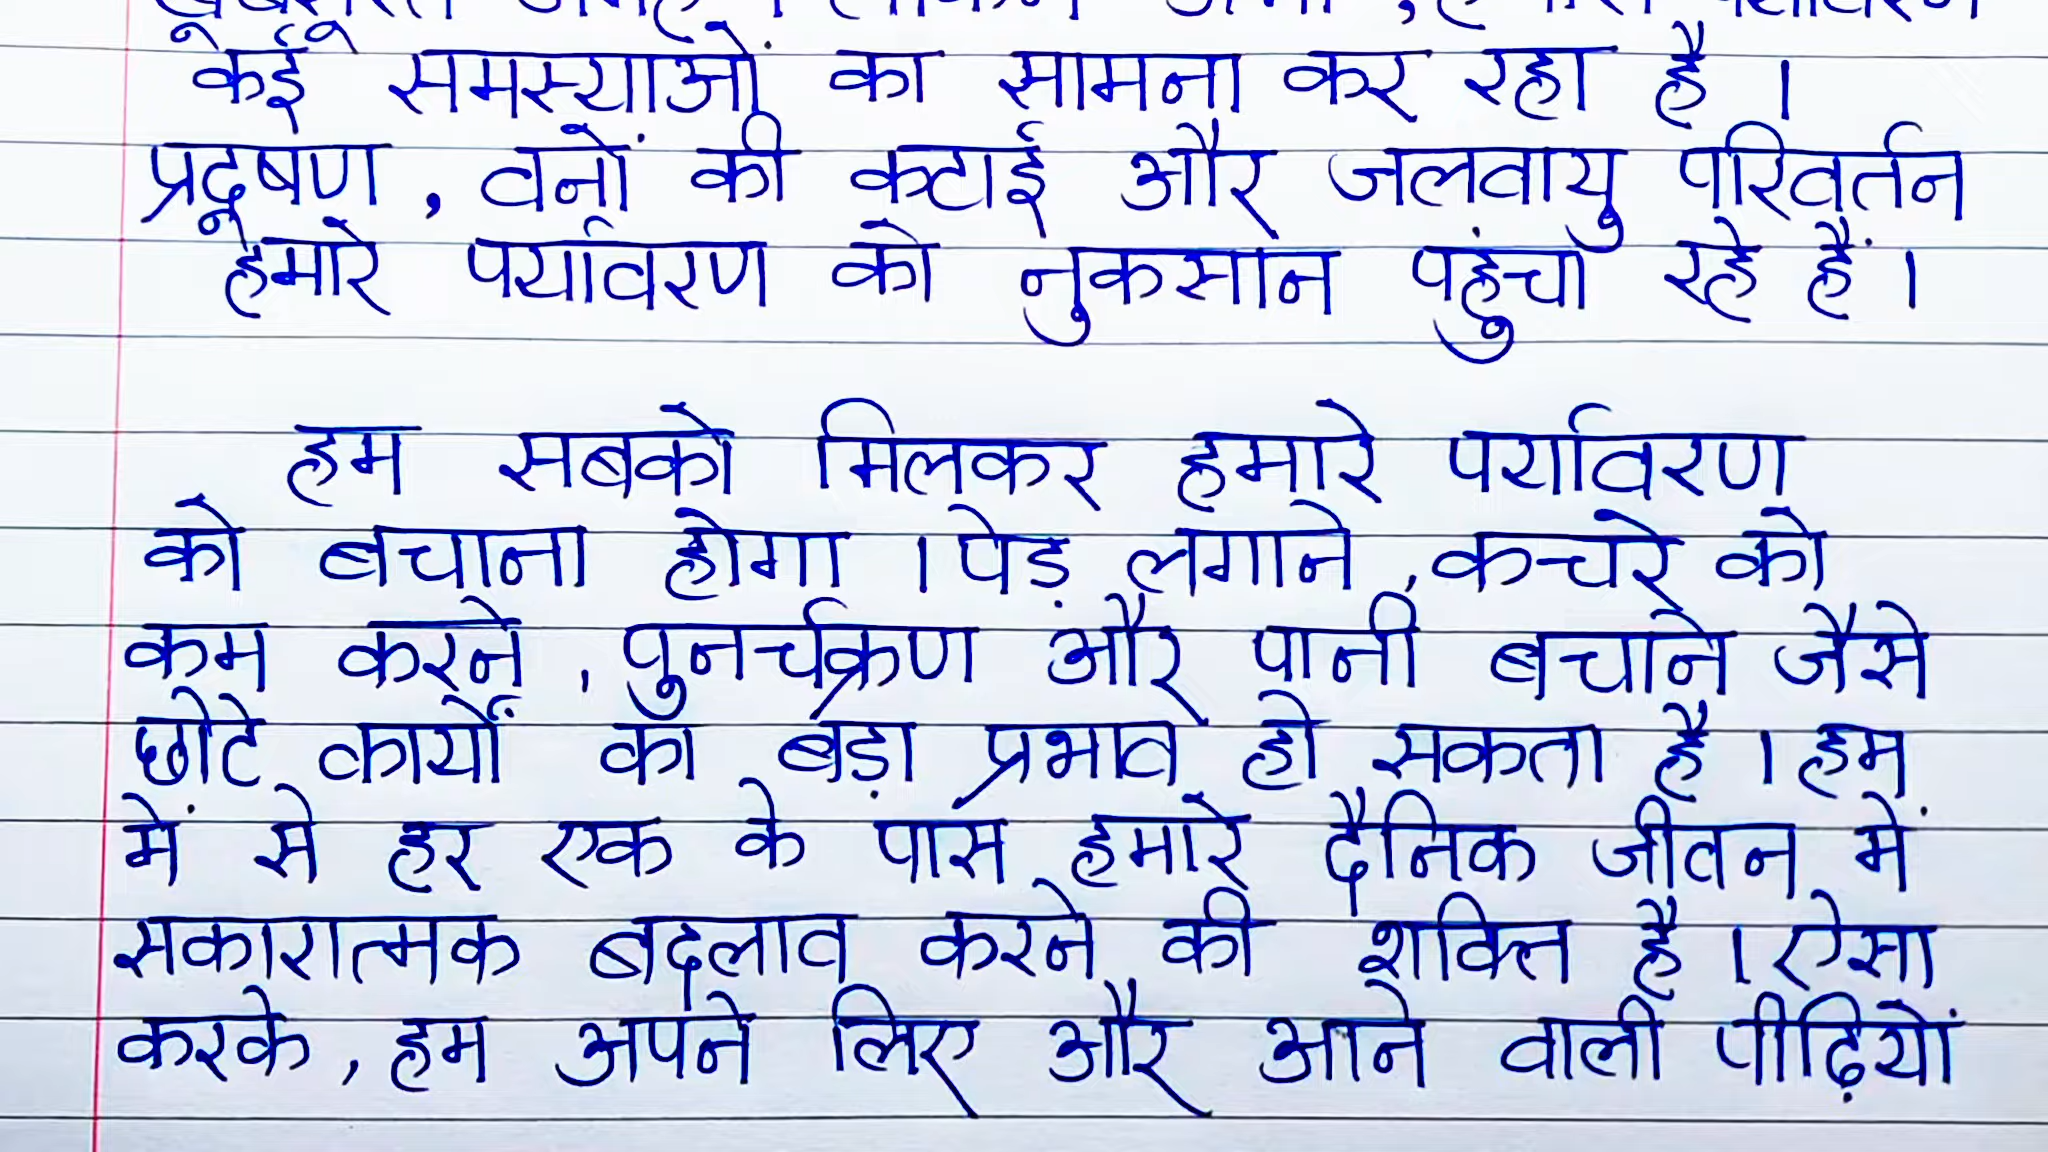 कई समस्याओं का सामना कर रहा है ।
प्रदूषण, वनों की कटाई और जलवायु परिवर्तन
हमारे पर्यावरण को नुकसान पहुंचा रहे हैं ।
हम सबको मिलकर हमारे पर्यावरण
को बचाना होगा । पेड़ लगाने, कचरे को
कम करने, पुनर्चक्रण और पानी बचाने जैसे
छोटे कार्यों का बड़ा प्रभाव हो सकता है । हम
में से हर एक के पास हमारे दैनिक जीवन में
सकारात्मक बदलाव करने की शक्ति है । ऐसा
करके, हम अपने लिए और आने वाली पीढ़ियों